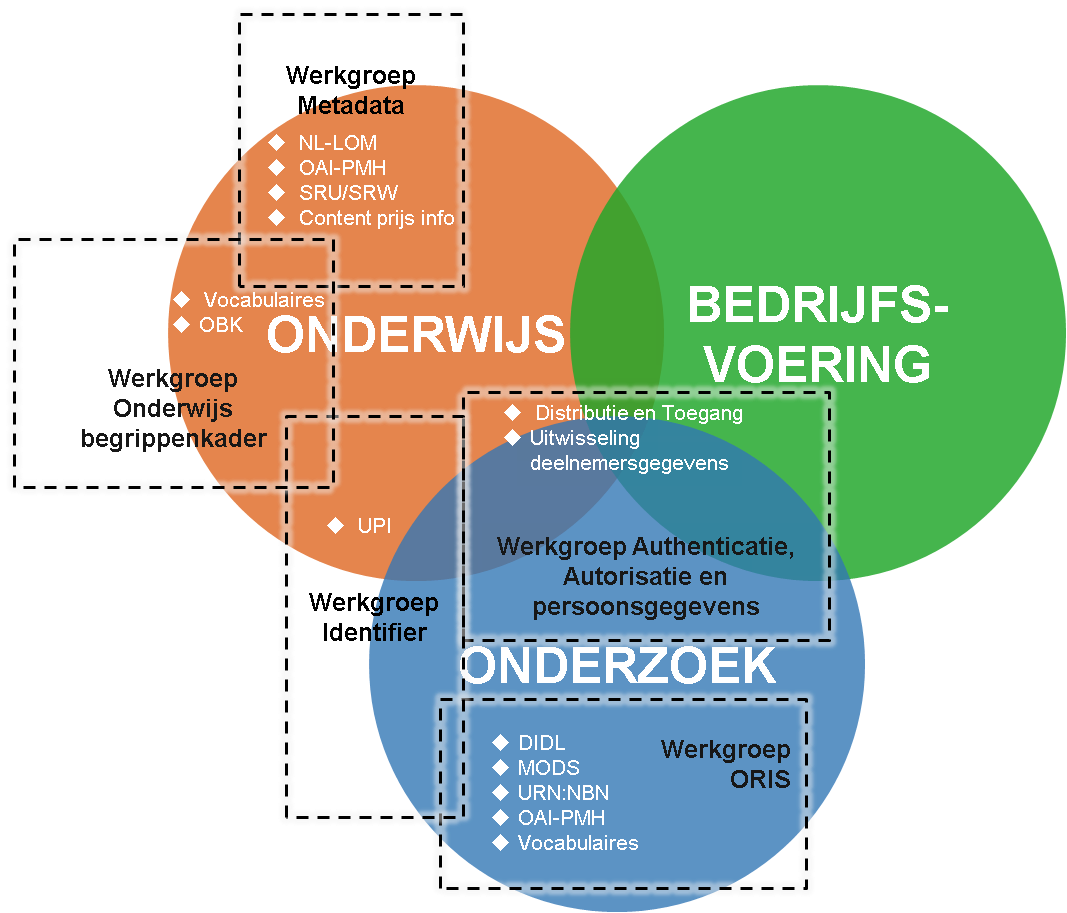 Werkgroep
Metadata
NL-LOM
OAI-PMH
SRU/SRW
Content prijs info
Vocabulaires
OBK
ONDERWIJS
BEDRIJFS-
VOERING
Werkgroep
Onderwijs
begrippenkader
Distributie en Toegang
Uitwisseling
deelnemersgegevens
UPI
Werkgroep Authenticatie,
Autorisatie en
persoonsgegevens
Werkgroep
Identifier
ONDERZOEK
DIDL
MODS
URN:NBN
OAI-PMH
Vocabulaires
Werkgroep
ORIS